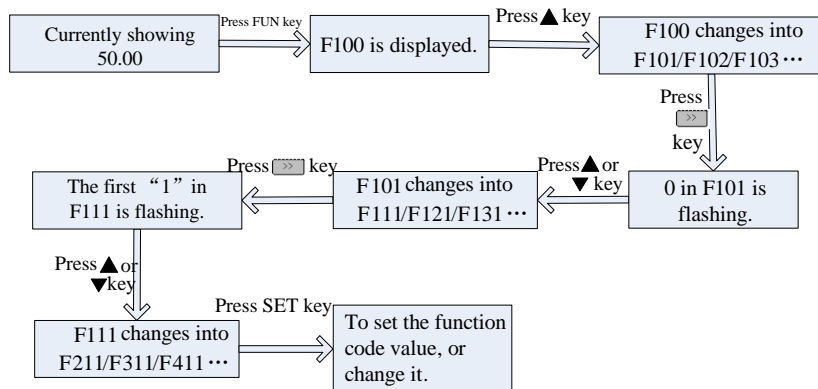 Currently showing
50.00
Press FUN key
F100 is displayed.
Press ▲ key
F100 changes into
F101/F102/F103 ···
Press
>>
key
0 in F101 is
flashing.
Press ▲ or
▼ key
F101 changes into
F111/F121/F131 ···
Press >> key
The first “1” in
F111 is flashing.
Press ▲ or
▼ key
F111 changes into
F211/F311/F411 ···
Press SET key
To set the function
code value, or
change it.